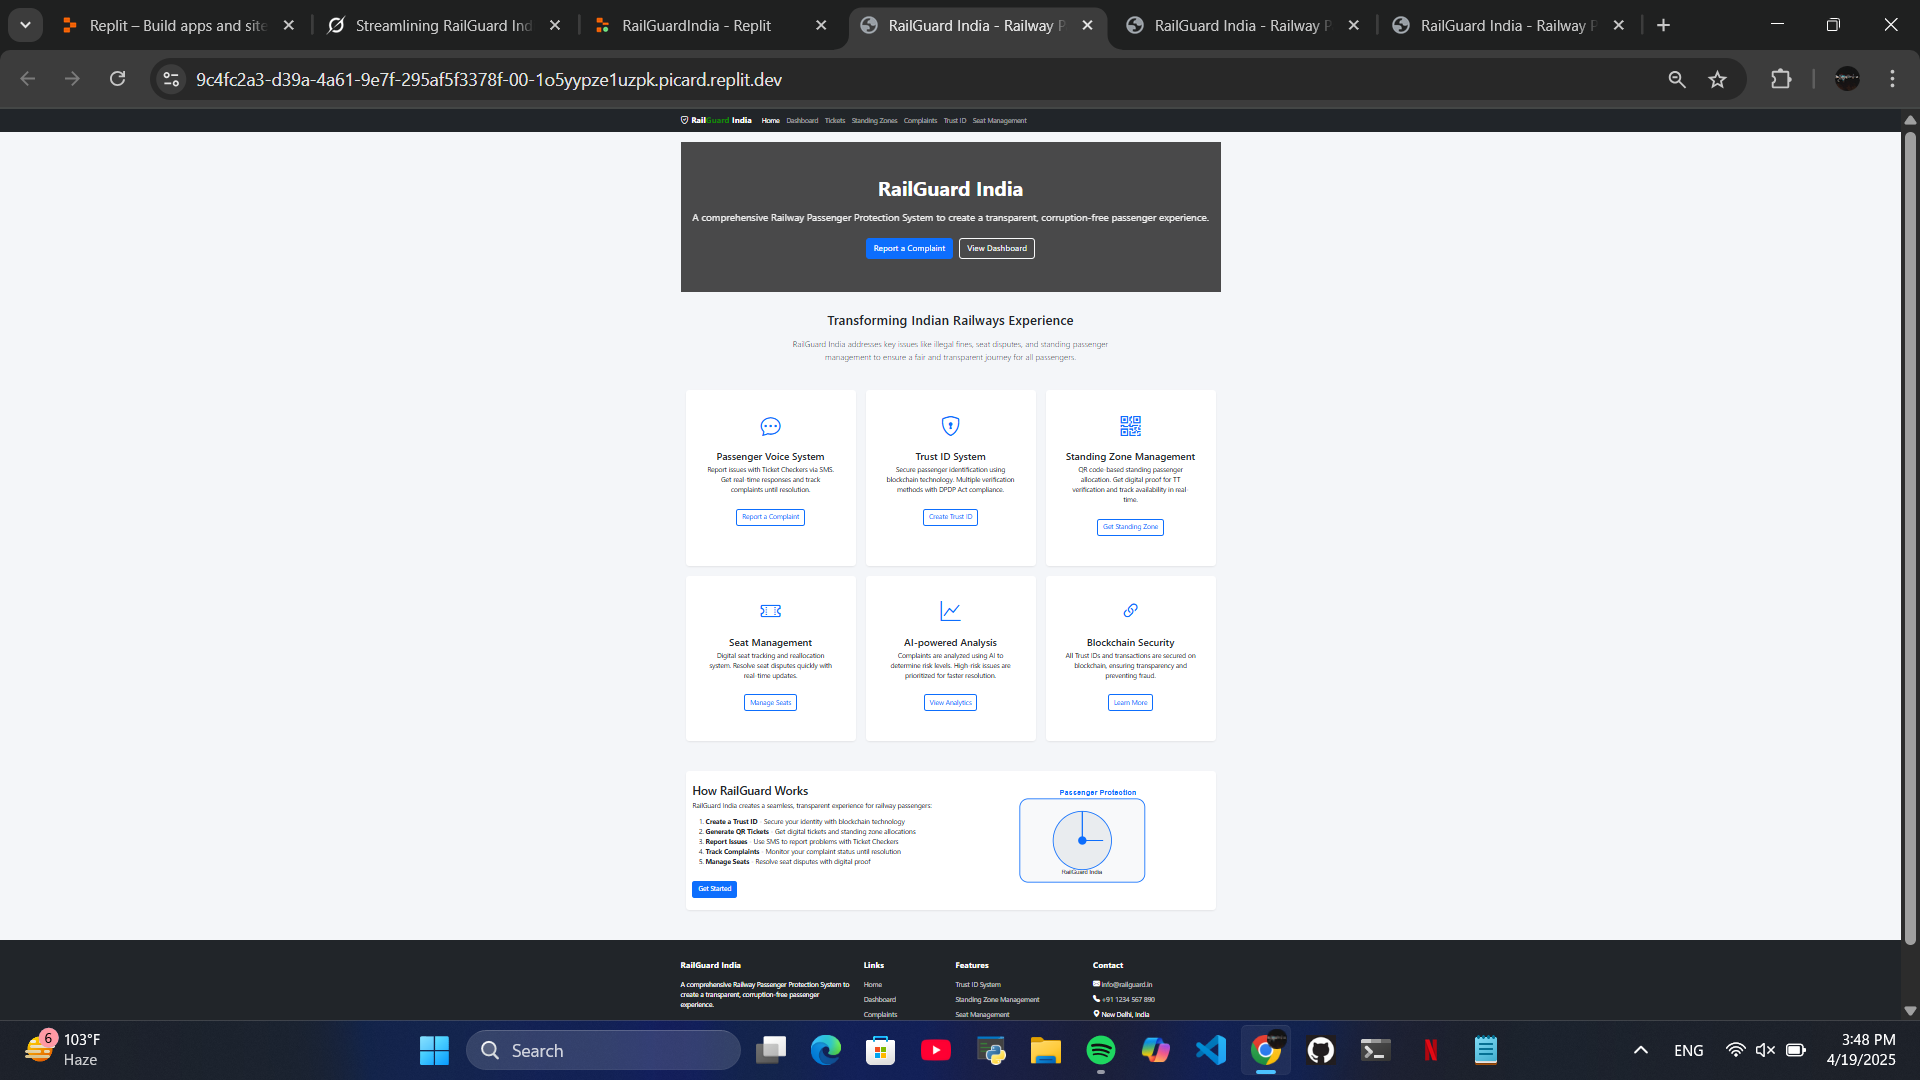 Replit – Build apps and site
Streamlining RailGuard Ind
RailGuardIndia - Replit
RailGuard India - Railway P
RailGuard India - Railway P
RailGuard India - Railway P
9c4fc2a3-d39a-4a61-9e7f-295af5f3378f-00-1o5yypze1uzpk.picard.replit.dev
RailGuard India Home Dashboard Tickets Standing Zones Complaints Trust ID Seat Management
RailGuard India
A comprehensive Railway Passenger Protection System to create a transparent, corruption-free passenger experience.
Report a Complaint View Dashboard
Transforming Indian Railways Experience
RailGuard India addresses key issues like illegal fines, seat disputes, and standing passenger
management to ensure a fair and transparent journey for all passengers.
Passenger Voice System
Report issues with Ticket Checkers via SMS.
Get real-time responses and track
complaints until resolution.
Report a Complaint
Trust ID System
Secure passenger identification using
blockchain technology. Multiple verification
methods with DPDP Act compliance.
Create Trust ID
Standing Zone Management
QR code-based standing passenger
allocation. Get digital proof for TT
verification and track availability in real-
time.
Get Standing Zone
Seat Management
Digital seat tracking and reallocation
system. Resolve seat disputes quickly with
real-time updates.
Manage Seats
AI-powered Analysis
Complaints are analyzed using AI to
determine risk levels. High-risk issues are
prioritized for faster resolution.
View Analytics
Blockchain Security
All Trust IDs and transactions are secured on
blockchain, ensuring transparency and
preventing fraud.
Learn More
How RailGuard Works
RailGuard India creates a seamless, transparent experience for railway passengers:
1. Create a Trust ID - Secure your identity with blockchain technology
2. Generate QR Tickets - Get digital tickets and standing zone allocations
3. Report Issues - Use SMS to report problems with Ticket Checkers
4. Track Complaints - Monitor your complaint status until resolution
5. Manage Seats - Resolve seat disputes with digital proof
Get Started
Passenger Protection
RailGuard India
RailGuard India
A comprehensive Railway Passenger Protection System to
create a transparent, corruption-free passenger
experience.
Links
Home
Dashboard
Complaints
Features
Trust ID System
Standing Zone Management
Seat Management
Contact
info@railguard.in
+91 1234 567 890
New Delhi, India
6
103°F
Haze
Search
ENG
3:48 PM
4/19/2025